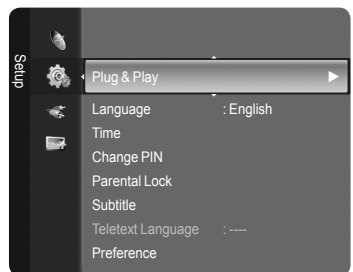 Setup
Plug & Play
Language : English
Time
Change PIN
Parental Lock
Subtitle
Teletext Language : ----
Preference